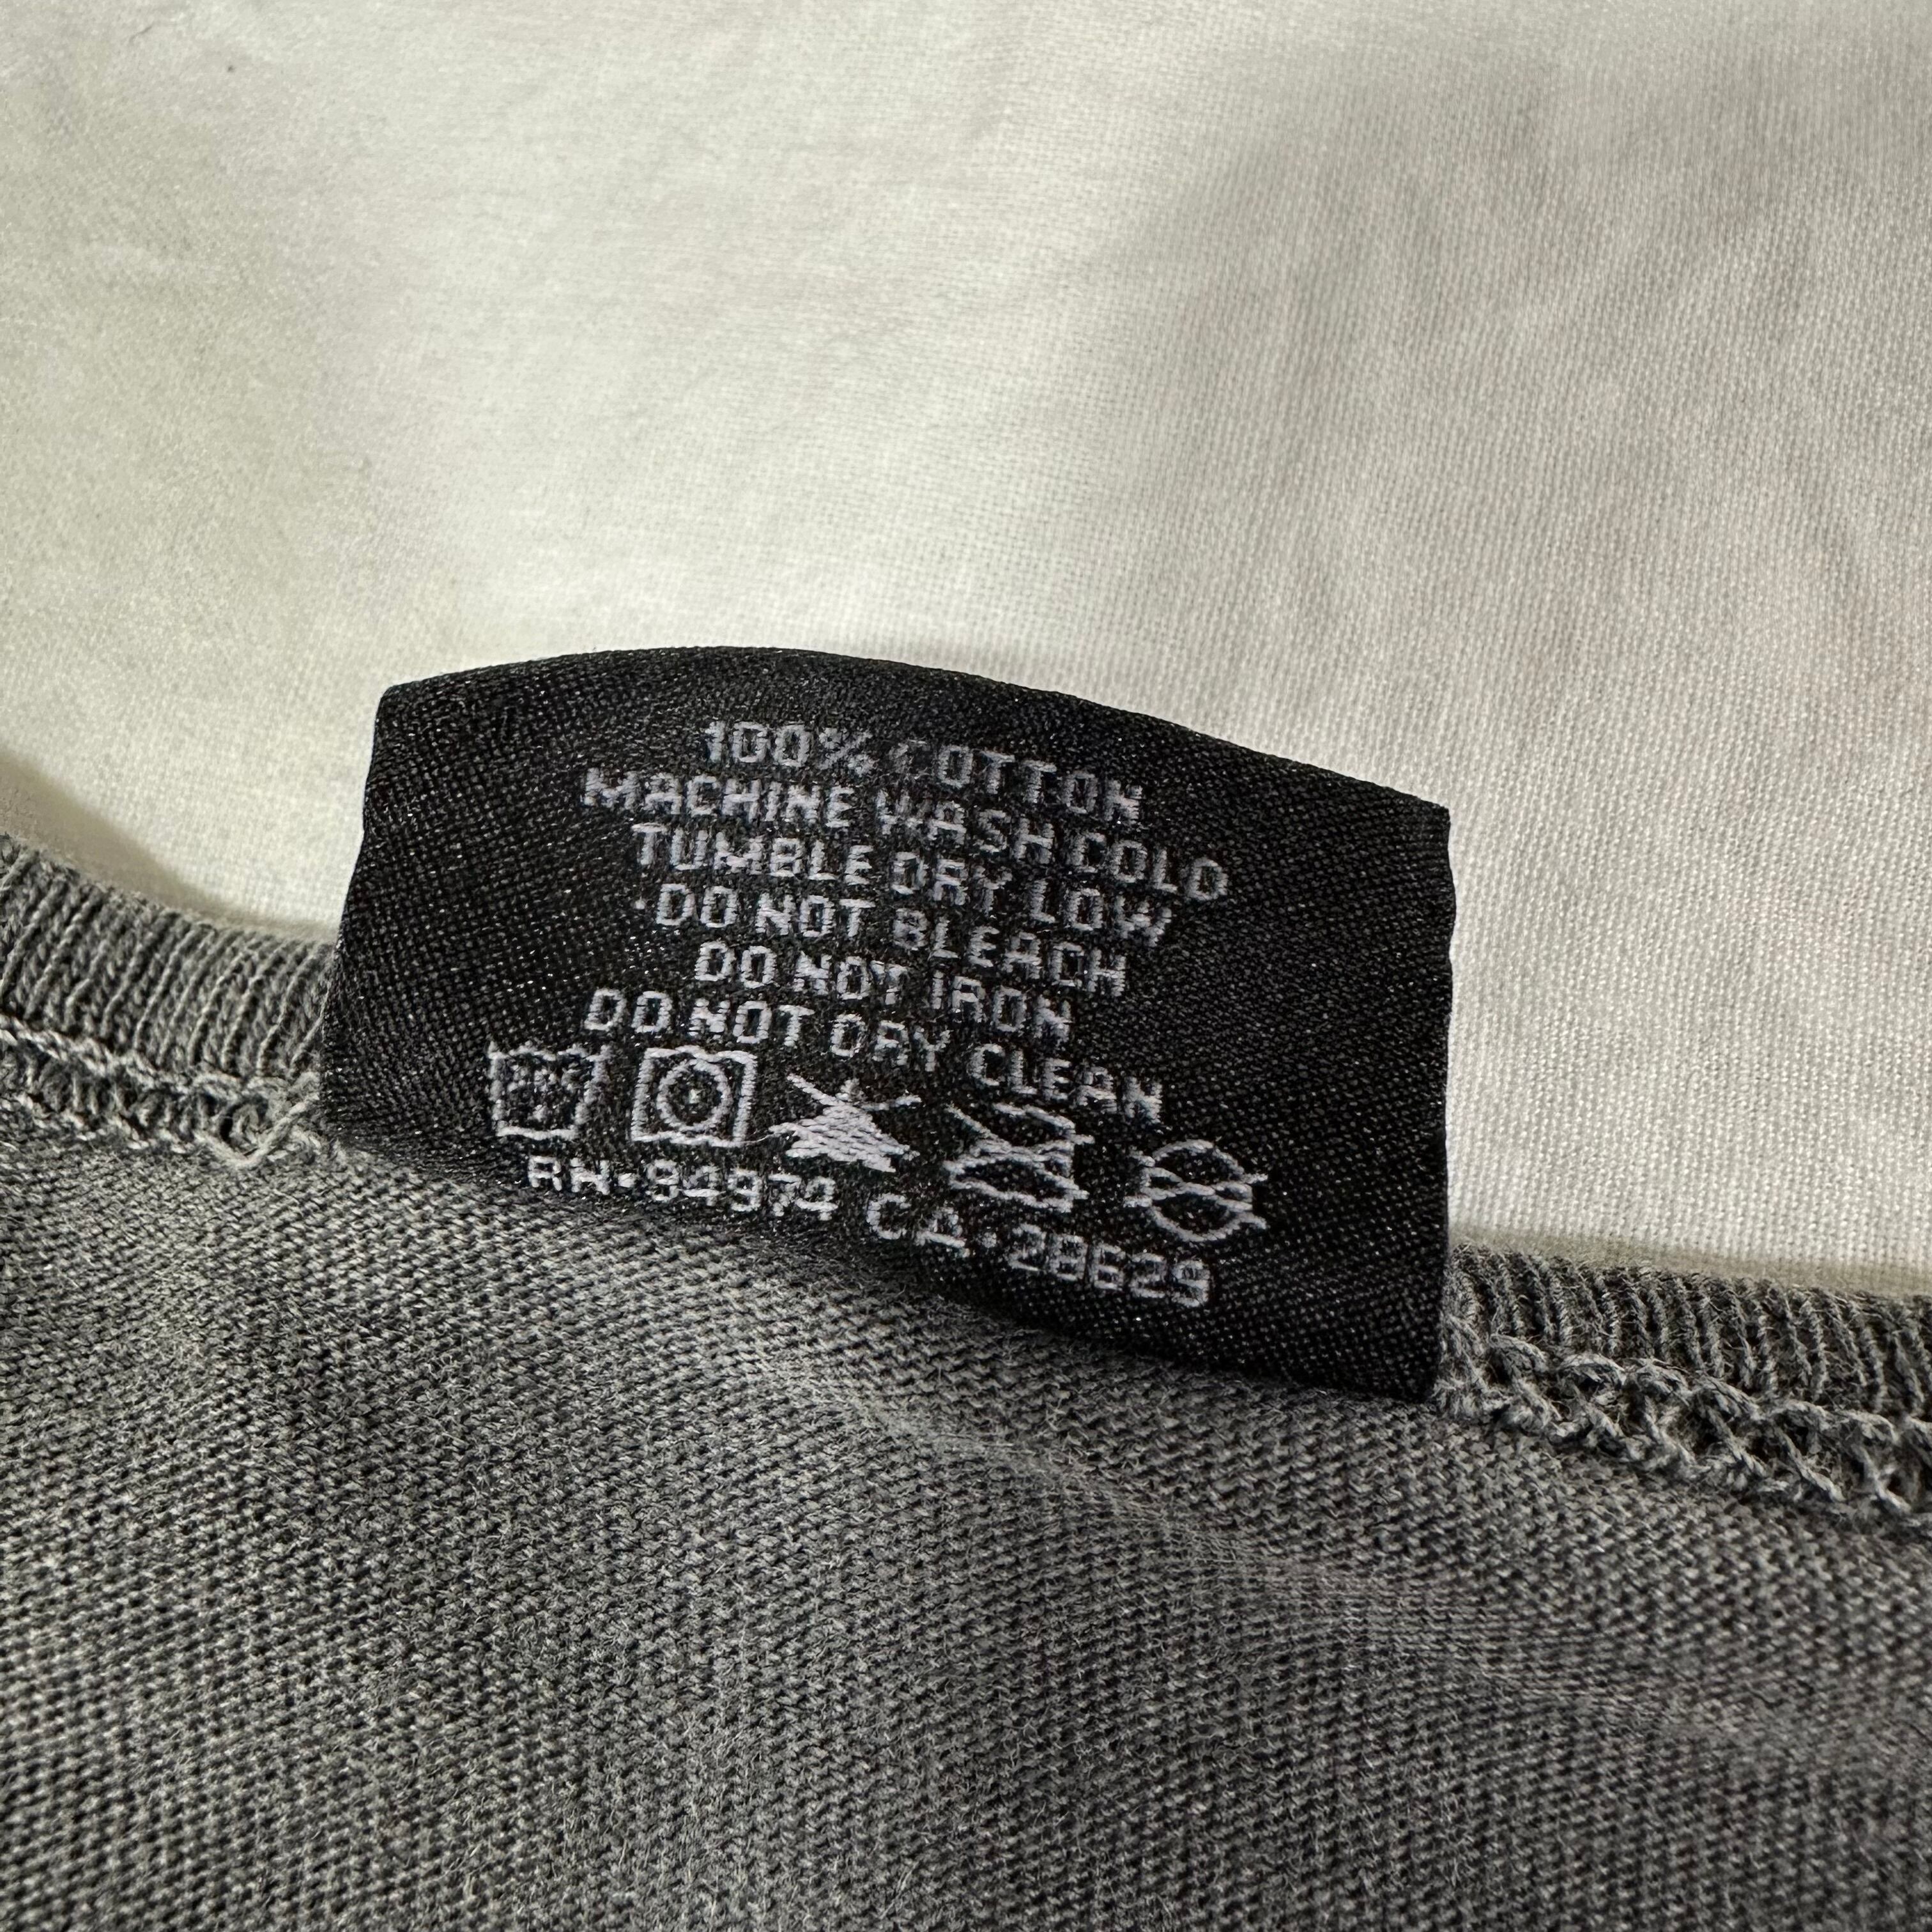 100% COTTON
MACHINE WASH COLD
TUMBLE DRY LOW
DO NOT BLEACH
DO NOT IRON
DO NOT DRY CLEAN
RN·94974 CA·28629